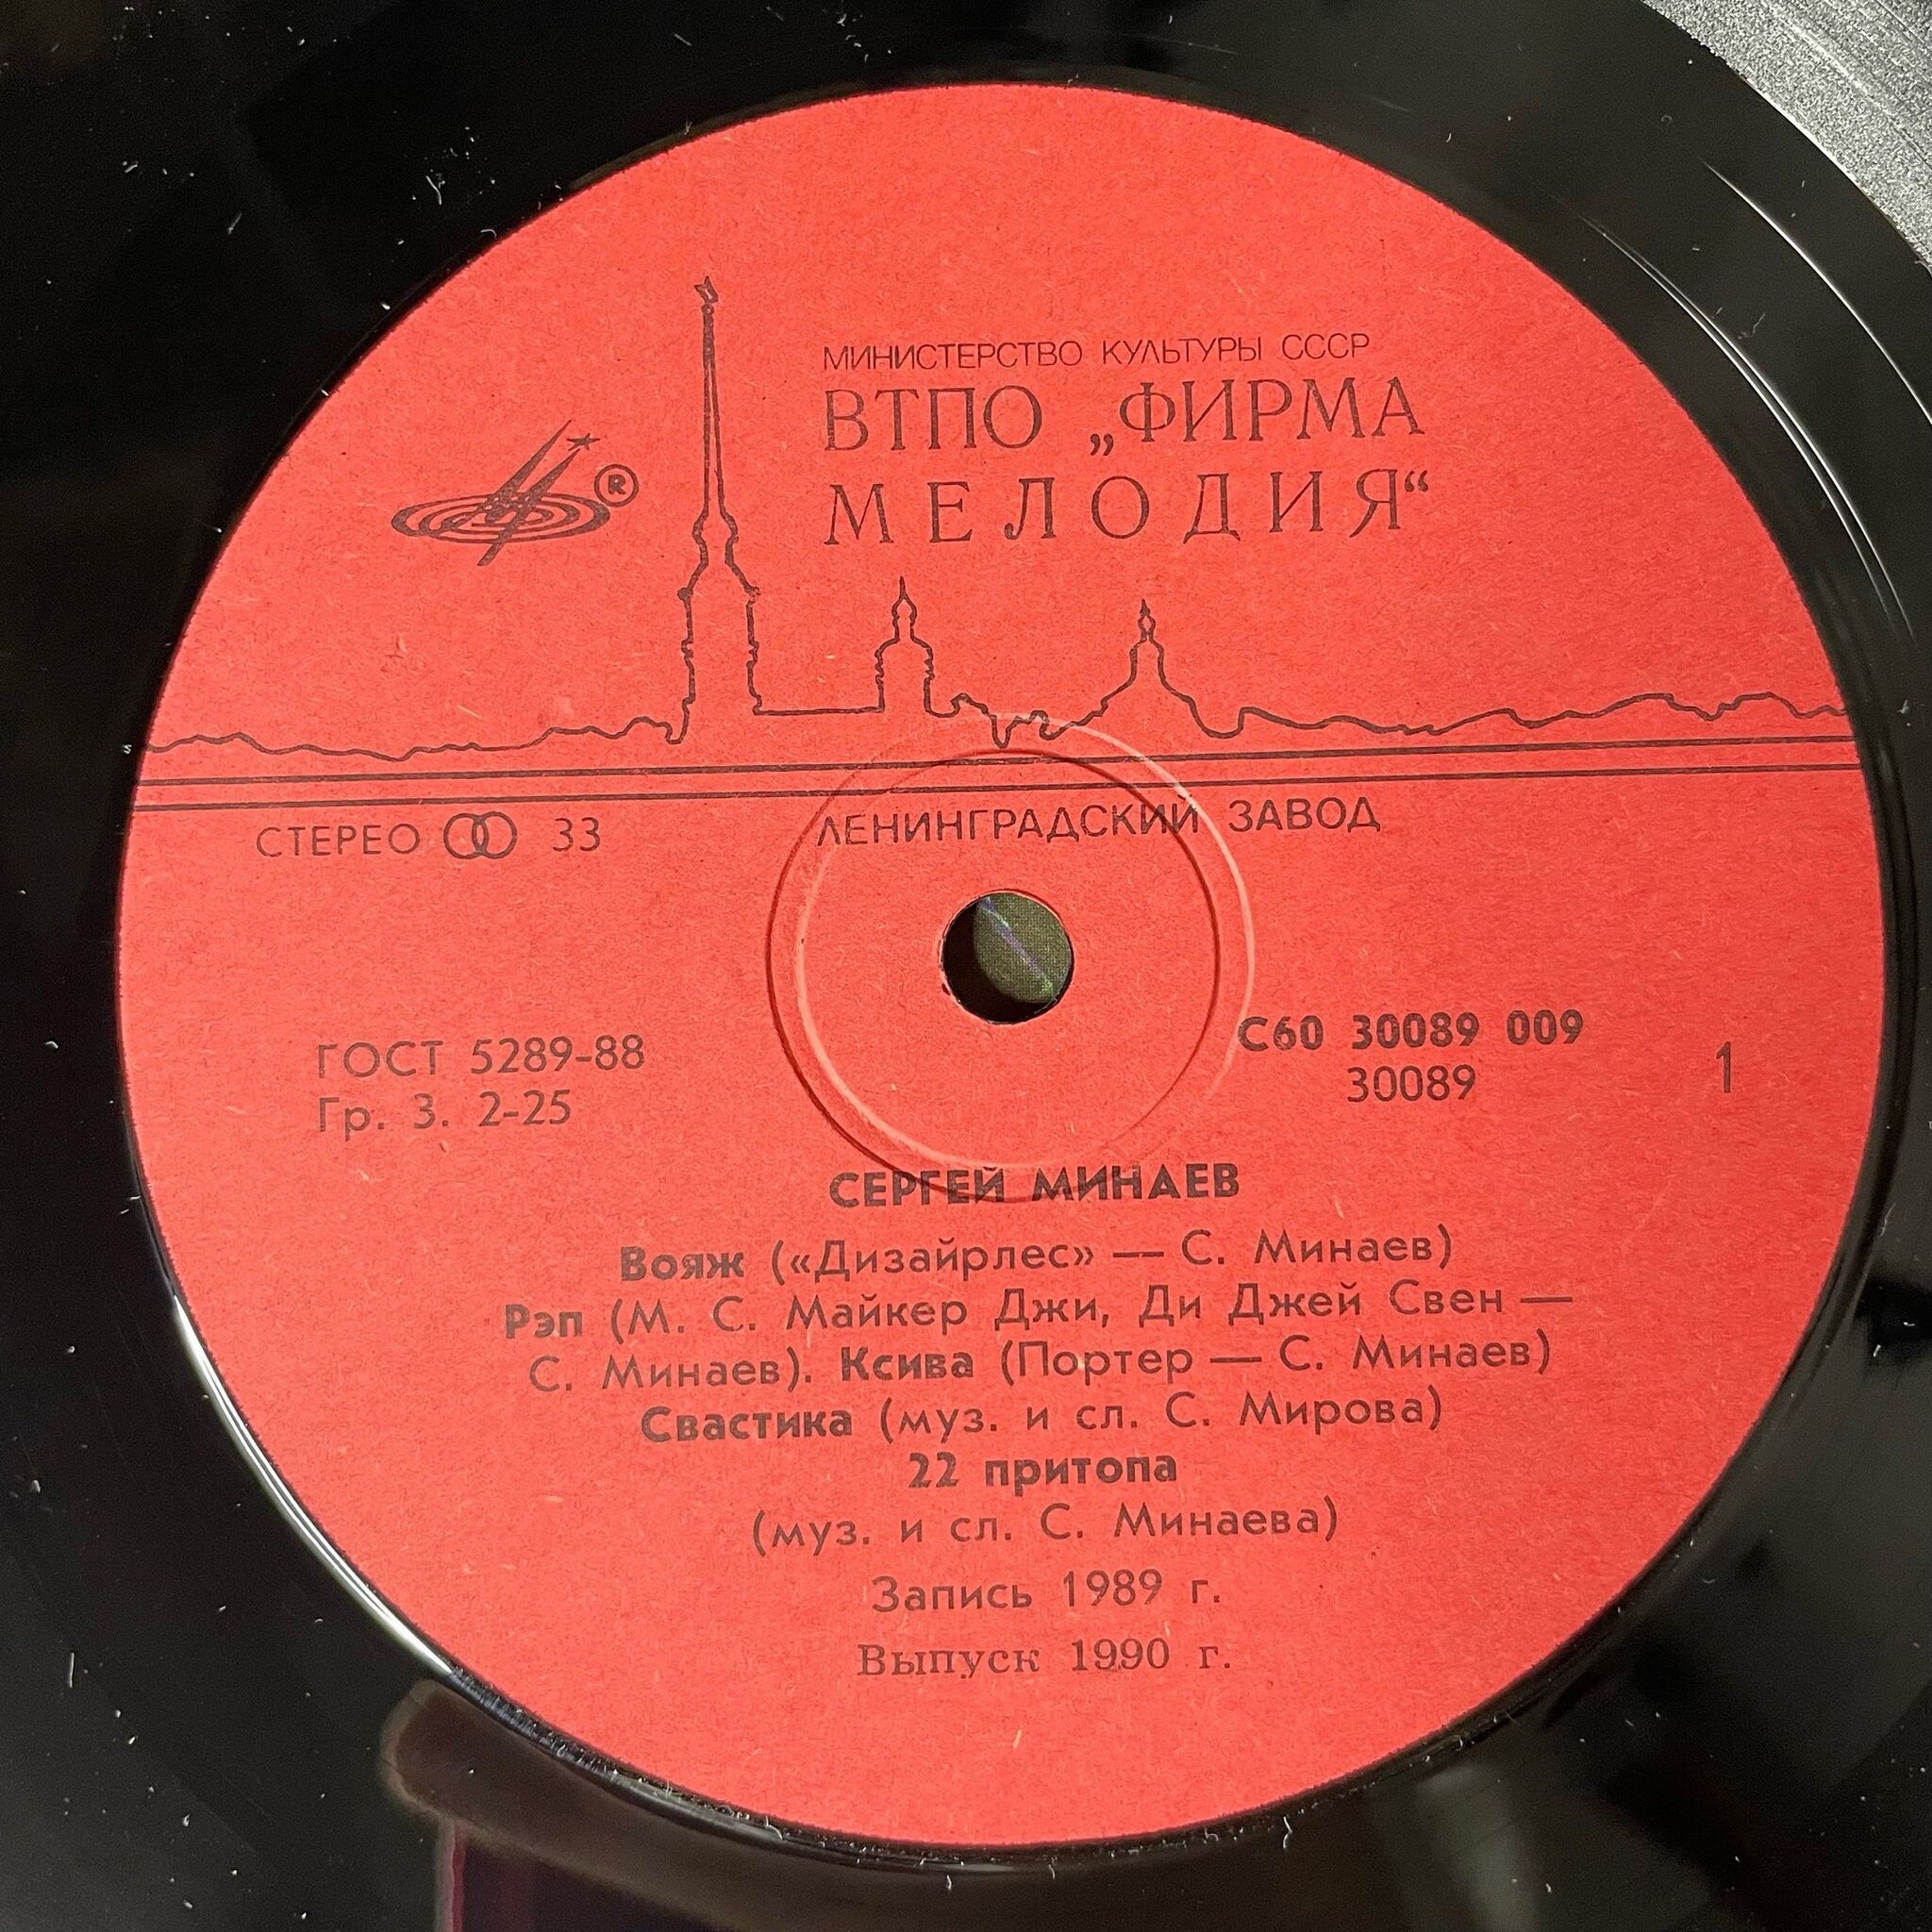 МИНИСТЕРСТВО КУЛЬТУРЫ СССР
ВТПО „ФИРМА
МЕЛОДИЯ“
®
СТЕРЕО 33
ЛЕНИНГРАДСКИЙ ЗАВОД
ГОСТ 5289-88
Гр. 3. 2-25
С60 30089 009
30089
1
СЕРГЕЙ МИНАЕВ
Вояж («Дизайрлес» — С. Минаев)
Рэп (М. С. Майкер Джи, Ди Джей Свен —
С. Минаев). Ксива (Портер — С. Минаев)
Свастика (муз. и сл. С. Мирова)
22 притопа
(муз. и сл. С. Минаева)
Запись 1989 г.
Выпуск 1990 г.